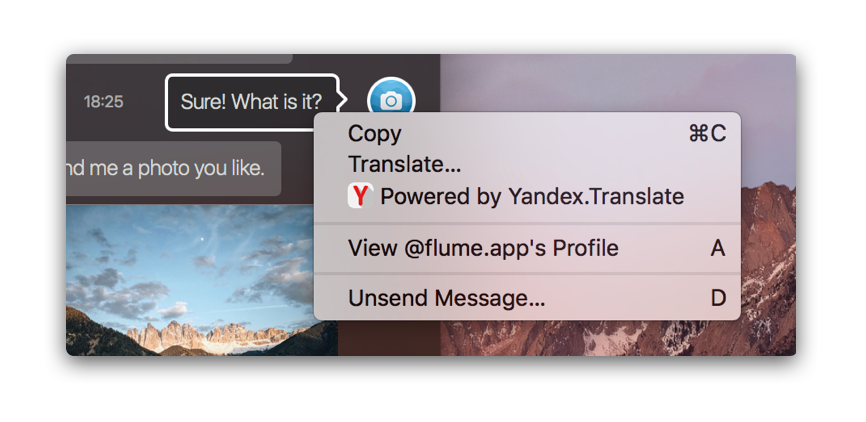 18:25
Sure! What is it?
nd me a photo you like.
Copy ⌘C
Translate...
Powered by Yandex.Translate
View @flume.app's Profile A
Unsend Message... D